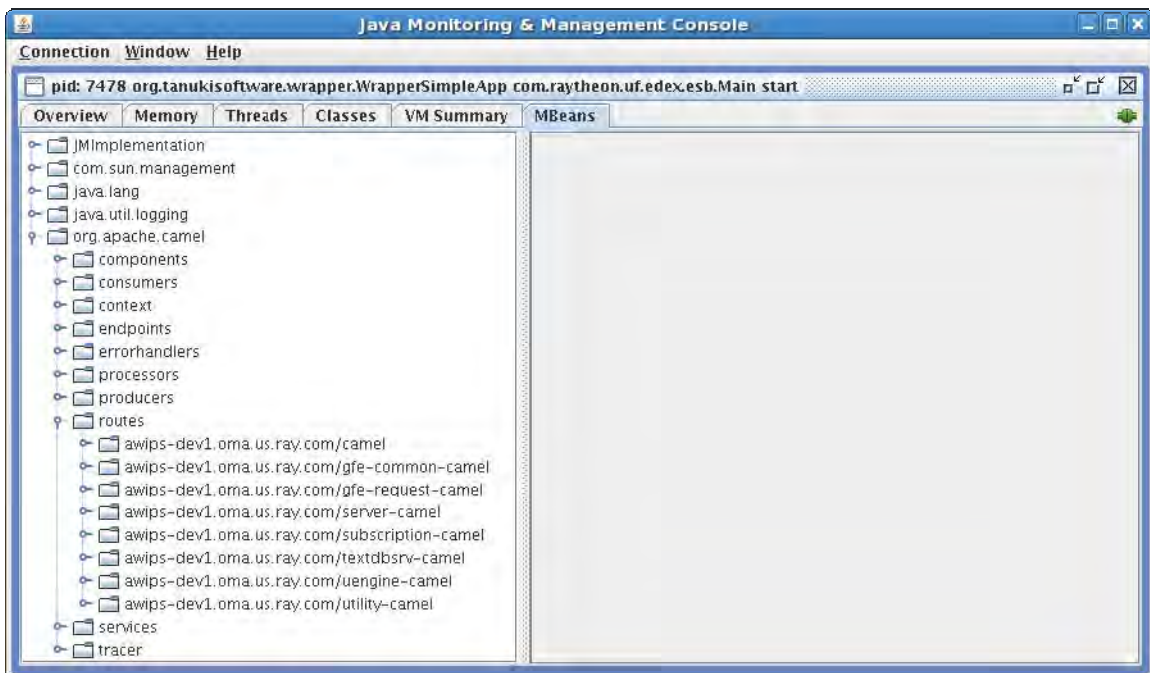 Java Monitoring & Management Console
Connection Window Help
pid: 7478 org.tanukisoftware.wrapper.WrapperSimpleApp com.raytheon.uf.edex.esb.Main start
Overview Memory Threads Classes VM Summary MBeans
JMImplementation
com.sun.management
java.lang
java.util.logging
org.apache.camel
components
consumers
context
endpoints
errorhandlers
processors
producers
routes
awips-dev1.oma.us.ray.com/camel
awips-dev1.oma.us.ray.com/gfe-common-camel
awips-dev1.oma.us.ray.com/gfe-request-camel
awips-dev1.oma.us.ray.com/server-camel
awips-dev1.oma.us.ray.com/subscription-camel
awips-dev1.oma.us.ray.com/textdbsrv-camel
awips-dev1.oma.us.ray.com/uengine-camel
awips-dev1.oma.us.ray.com/utility-camel
services
tracer